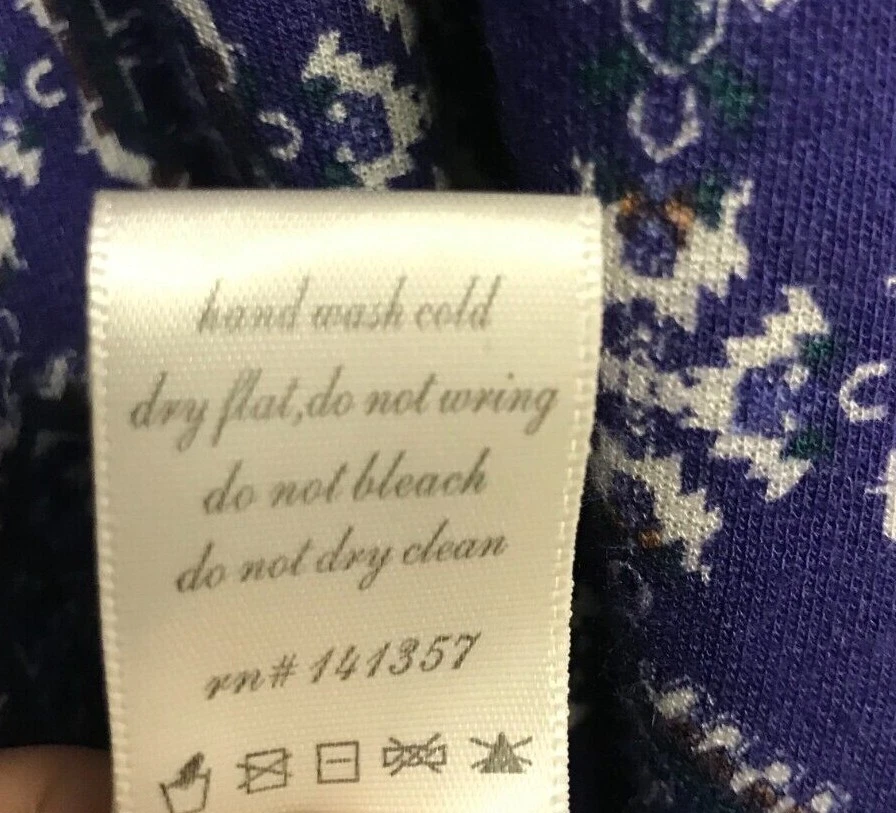 hand wash cold
dry flat,do not wring
do not bleach
do not dry clean
rn# 141357